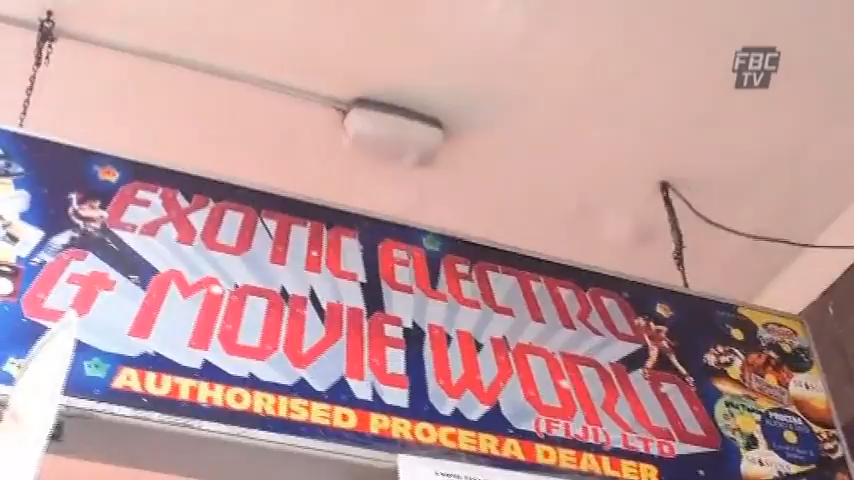 FBC
TV
EXOTIC ELECTRO
& MOVIE WORLD
(FIJI) LTD
AUTHORISED PROCERA DEALER